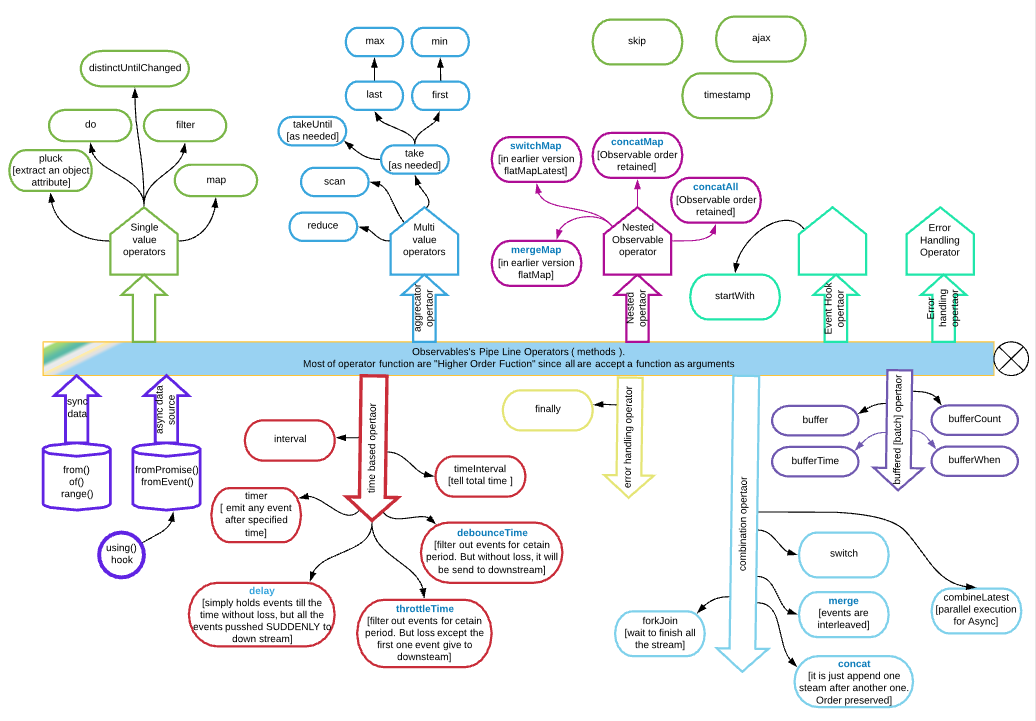 distinctUntilChanged
do
filter
pluck
[extract an object
attribute]
map
Single
value
operators
max
min
last
first
takeUntil
[as needed]
take
[as needed]
scan
reduce
Multi
value
operators
aggrecator
opertaor
skip
ajax
timestamp
switchMap
[in earlier version
flatMapLatest]
concatMap
[Observable order
retained]
concatAll
[Observable order
retained]
mergeMap
[in earlier version
flatMap]
Nested
Observable
operator
Nested
opertaor
startWith
Event Hook
opertaor
Error
Handling
Operator
Error
handling
opertaor
Observables's Pipe Line Operators ( methods ).
Most of operator function are "Higher Order Fuction" since all are accept a function as arguments
sync
data
async data
source
from()
of()
range()
fromPromise()
fromEvent()
using()
hook
time based opertaor
interval
timeInterval
[tell total time ]
timer
[ emit any event
after specified
time]
debounceTime
[filter out events for cetain
period. But without loss, it will
be send to downstream]
delay
[simply holds events till the
time without loss, but all the
events pusshed SUDDENLY to
down stream]
throttleTime
[filter out events for cetain
period. But loss except the
first one event give to
downsteam]
finally
error handling operator
combination opertaor
buffered [batch] opertaor
buffer
bufferCount
bufferTime
bufferWhen
switch
merge
[events are
interleaved]
combineLatest
[parallel execution
for Async]
forkJoin
[wait to finish all
the stream]
concat
[it is just append one
steam after another one.
Order preserved]